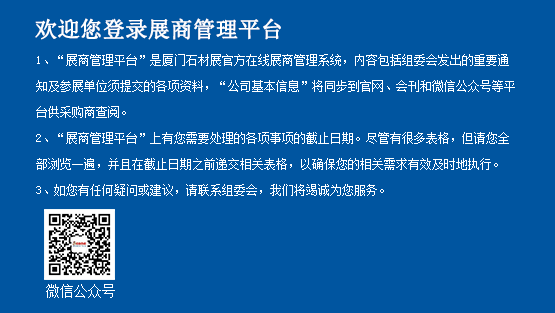 欢迎您登录展商管理平台
1、“展商管理平台”是厦门石材展官方在线展商管理系统，内容包括组委会发出的重要通
知及参展单位须提交的各项资料，“公司基本信息”将同步到官网、会刊和微信公众号等平
台供采购商查阅。
2、“展商管理平台”上有您需要处理的各项事项的截止日期。尽管有很多表格，但请您全
部浏览一遍，并且在截止日期之前递交相关表格，以确保您的相关需求有效及时地执行。
3、如您有任何疑问或建议，请联系组委会，我们将竭诚为您服务。
微信公众号